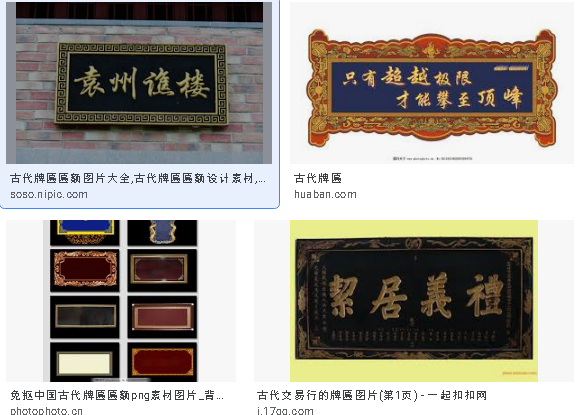 袁州谯楼
只有超越极限
才能攀至顶峰
古代牌匾匾额图片大全,古代牌匾匾额设计素材,...
soso.nipic.com
古代牌匾
huaban.com
禮義居絜
免抠中国古代牌匾匾额png素材图片_背...
photophoto.cn
古代交易行的牌匾图片(第1页) - 一起扣扣网
i.17qq.com